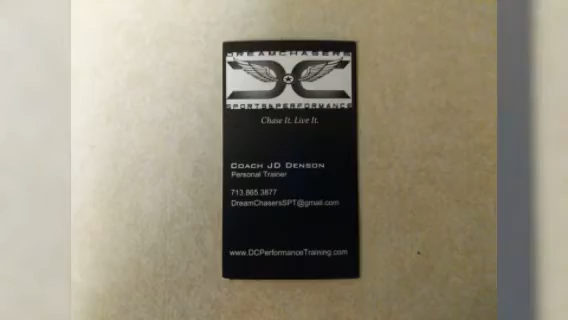 DREAMCHASERS
DC
SPORTS&PERFORMANCE
Chase It. Live It.
COACH JD DENSON
Personal Trainer
713.865.3877
DreamChasersSPT@gmail.com
www.DCPerformanceTraining.com